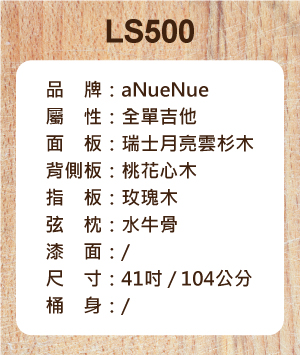 LS500
品　牌：aNueNue
屬　性：全單吉他
面　板：瑞士月亮雲杉木
背側板：桃花心木
指　板：玫瑰木
弦　枕：水牛骨
漆　面：/
尺　寸：41吋 / 104公分
桶　身：/